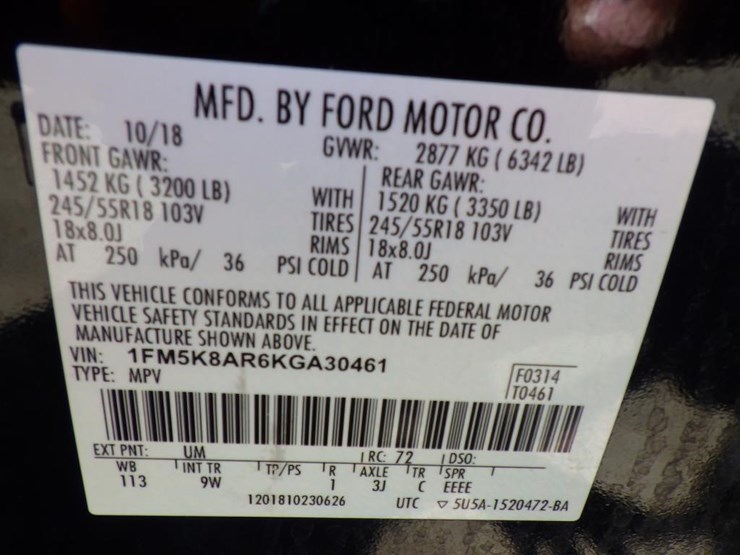 MFD. BY FORD MOTOR CO.
DATE: 10/18 GVWR: 2877 KG ( 6342 LB)
FRONT GAWR: REAR GAWR:
1452 KG ( 3200 LB) WITH 1520 KG ( 3350 LB) WITH
245/55R18 103V TIRES 245/55R18 103V TIRES
18x8.0J RIMS 18x8.0J RIMS
AT 250 kPa/ 36 PSI COLD AT 250 kPa/ 36 PSI COLD
THIS VEHICLE CONFORMS TO ALL APPLICABLE FEDERAL MOTOR
VEHICLE SAFETY STANDARDS IN EFFECT ON THE DATE OF
MANUFACTURE SHOWN ABOVE.
VIN: 1FM5K8AR6KGA30461
TYPE: MPV F0314
T0461
EXT PNT: UM RC: 72 DSO:
WB INT TR TP/PS R AXLE TR SPR
113 9W 1 3J C EEEE
1201810230626 UTC ▽ 5U5A-1520472-BA